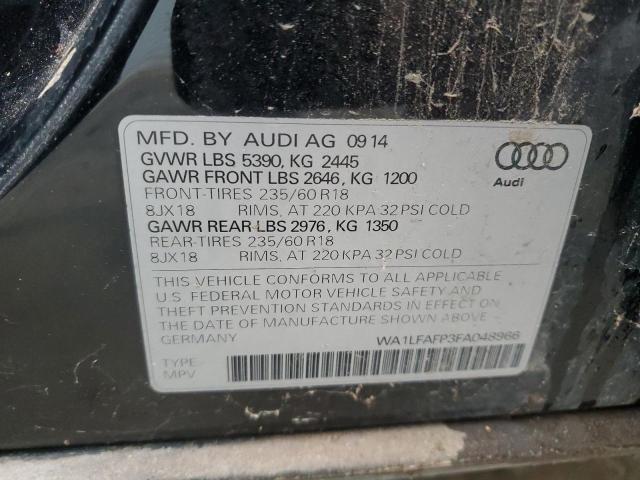 MFD. BY AUDI AG 09 14
GVWR LBS 5390, KG 2445
GAWR FRONT LBS 2646, KG 1200
FRONT-TIRES 235/60 R18
8JX18 RIMS, AT 220 KPA 32 PSI COLD
GAWR REAR LBS 2976, KG 1350
REAR-TIRES 235/60 R18
8JX18 RIMS, AT 220 KPA 32 PSI COLD
THIS VEHICLE CONFORMS TO ALL APPLICABLE
U.S. FEDERAL MOTOR VEHICLE SAFETY AND
THEFT PREVENTION STANDARDS IN EFFECT ON
THE DATE OF MANUFACTURE SHOWN ABOVE.
GERMANY WA1LFAFP3FA048966
TYPE:
MPV
Audi